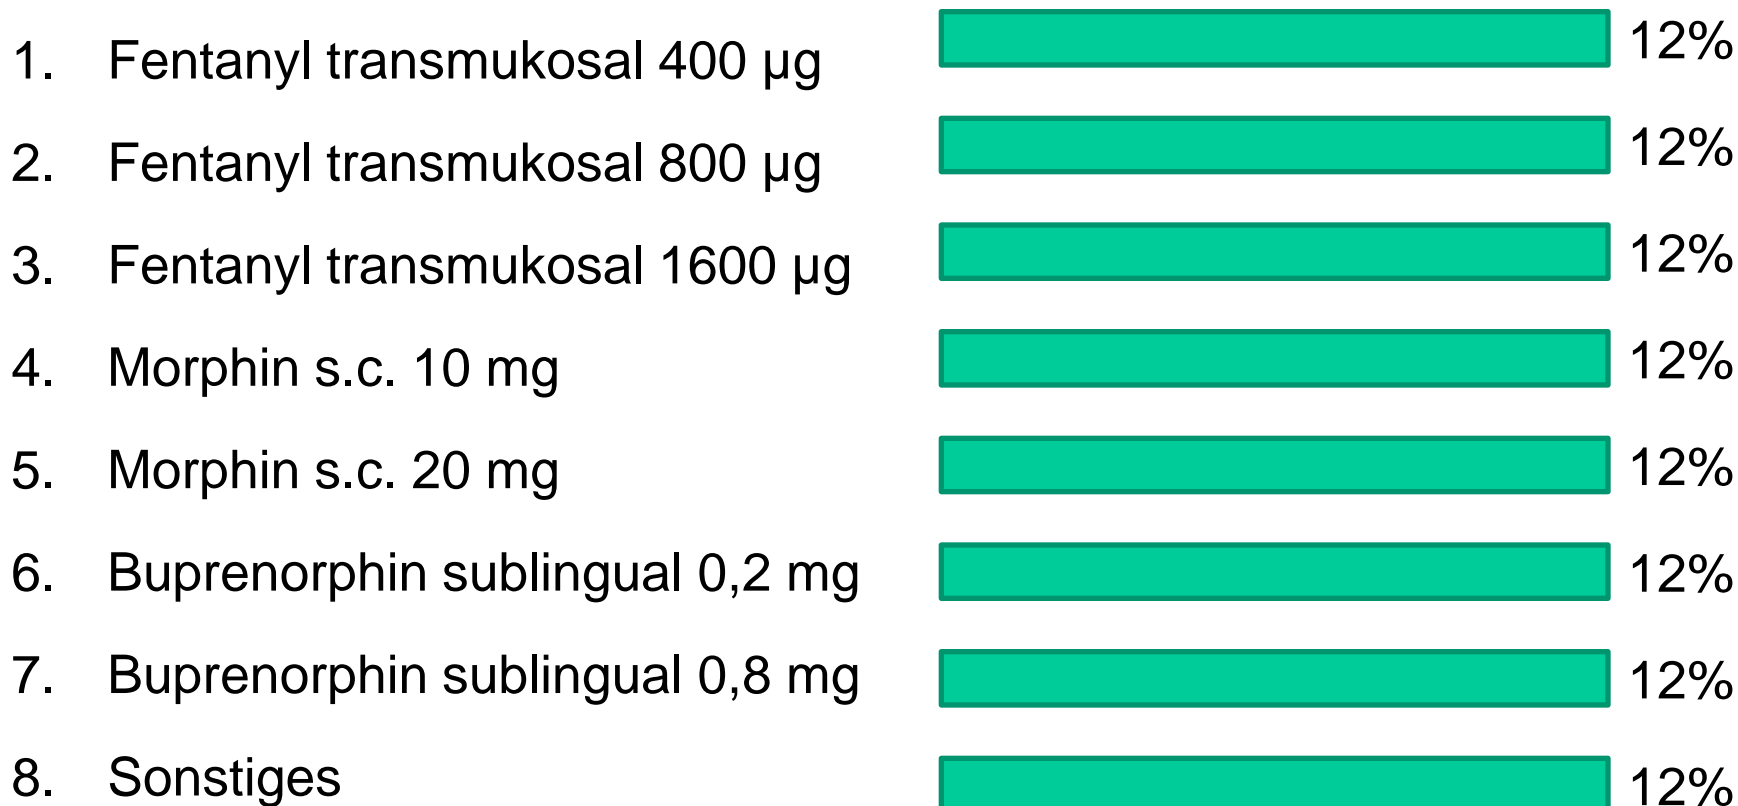 1. Fentanyl transmukosal 400 µg 12%
2. Fentanyl transmukosal 800 µg 12%
3. Fentanyl transmukosal 1600 µg 12%
4. Morphin s.c. 10 mg 12%
5. Morphin s.c. 20 mg 12%
6. Buprenorphin sublingual 0,2 mg 12%
7. Buprenorphin sublingual 0,8 mg 12%
8. Sonstiges 12%